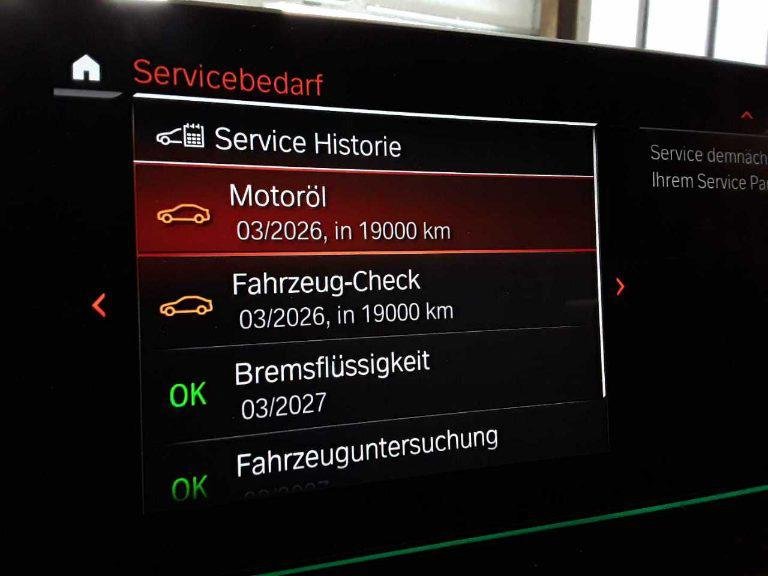 Servicebedarf
Service Historie
Motoröl
03/2026, in 19000 km
Fahrzeug-Check
03/2026, in 19000 km
OK
Bremsflüssigkeit
03/2027
OK
Fahrzeuguntersuchung
Service demnäch
Ihrem Service